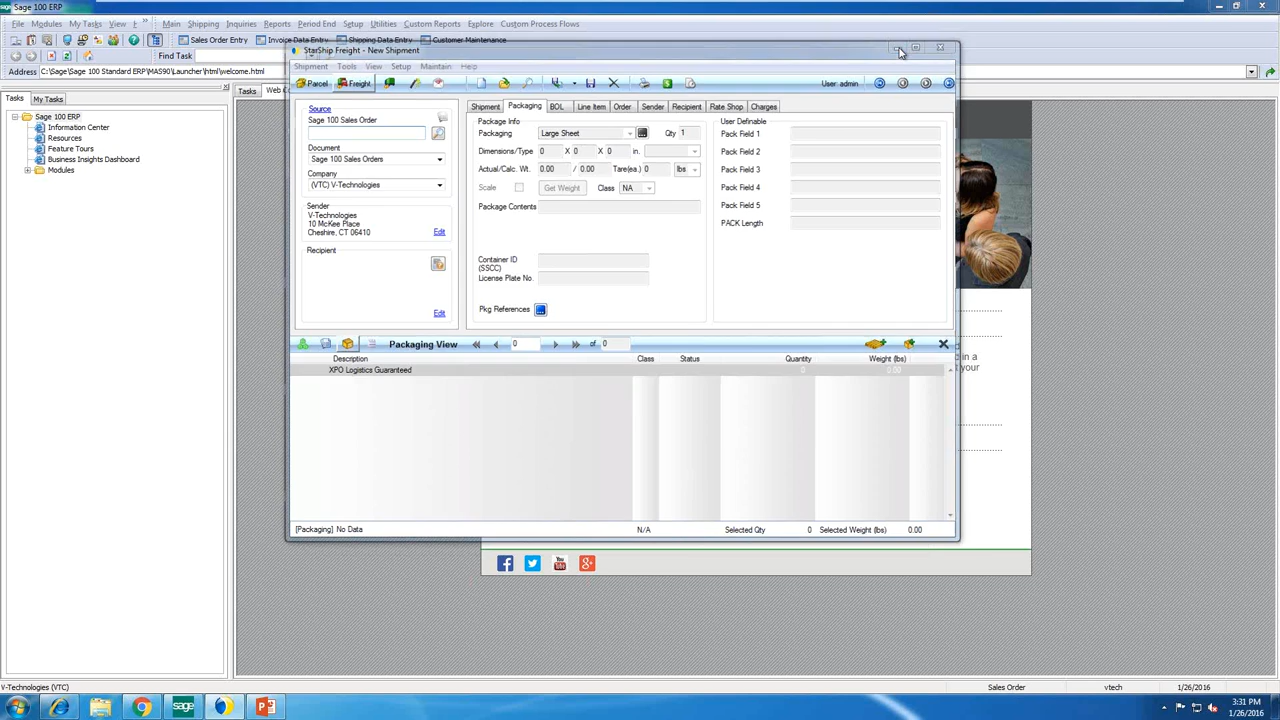 Sage 100 ERP
File Modules My Tasks View Main Shipping Inquiries Reports Period End Setup Utilities Custom Reports Explore Custom Process Flows
Sales Order Entry Invoice Data Entry Shipping Data Entry Customer Maintenance
Find Task
Address C:\Sage\Sage 100 Standard ERP\MAS90\Launcher\html\welcome.html
Tasks My Tasks
Sage 100 ERP
Information Center
Resources
Feature Tours
Business Insights Dashboard
Modules
Tasks
StarShip Freight - New Shipment
Shipment Tools View Setup Maintain Help
Parcel Freight User: admin
Source
Sage 100 Sales Order
Document
Sage 100 Sales Orders
Company
(VTC) V-Technologies
Sender
V-Technologies
10 McKee Place
Cheshire, CT 06410 Edit
Recipient
Edit
Shipment Packaging BOL Line Item Order Sender Recipient Rate Shop Charges
Package Info
Packaging Large Sheet Qty 1
Dimensions/Type 0 X 0 X 0 in.
Actual/Calc. Wt. 0.00 / 0.00 Tare(ea.) 0 lbs
Scale Get Weight Class NA
Package Contents
Container ID
(SSCC)
License Plate No.
Pkg References
User Definable
Pack Field 1
Pack Field 2
Pack Field 3
Pack Field 4
Pack Field 5
PACK Length
Packaging View 0 of 0
Description Class Status Quantity Weight (lbs)
XPO Logistics Guaranteed 0 0.00
[Packaging] No Data N/A Selected Qty 0 Selected Weight (lbs) 0.00
d in a
t your
You
Tube
V-Technologies (VTC) Sales Order vtech 1/26/2016
sage
3:31 PM
1/26/2016